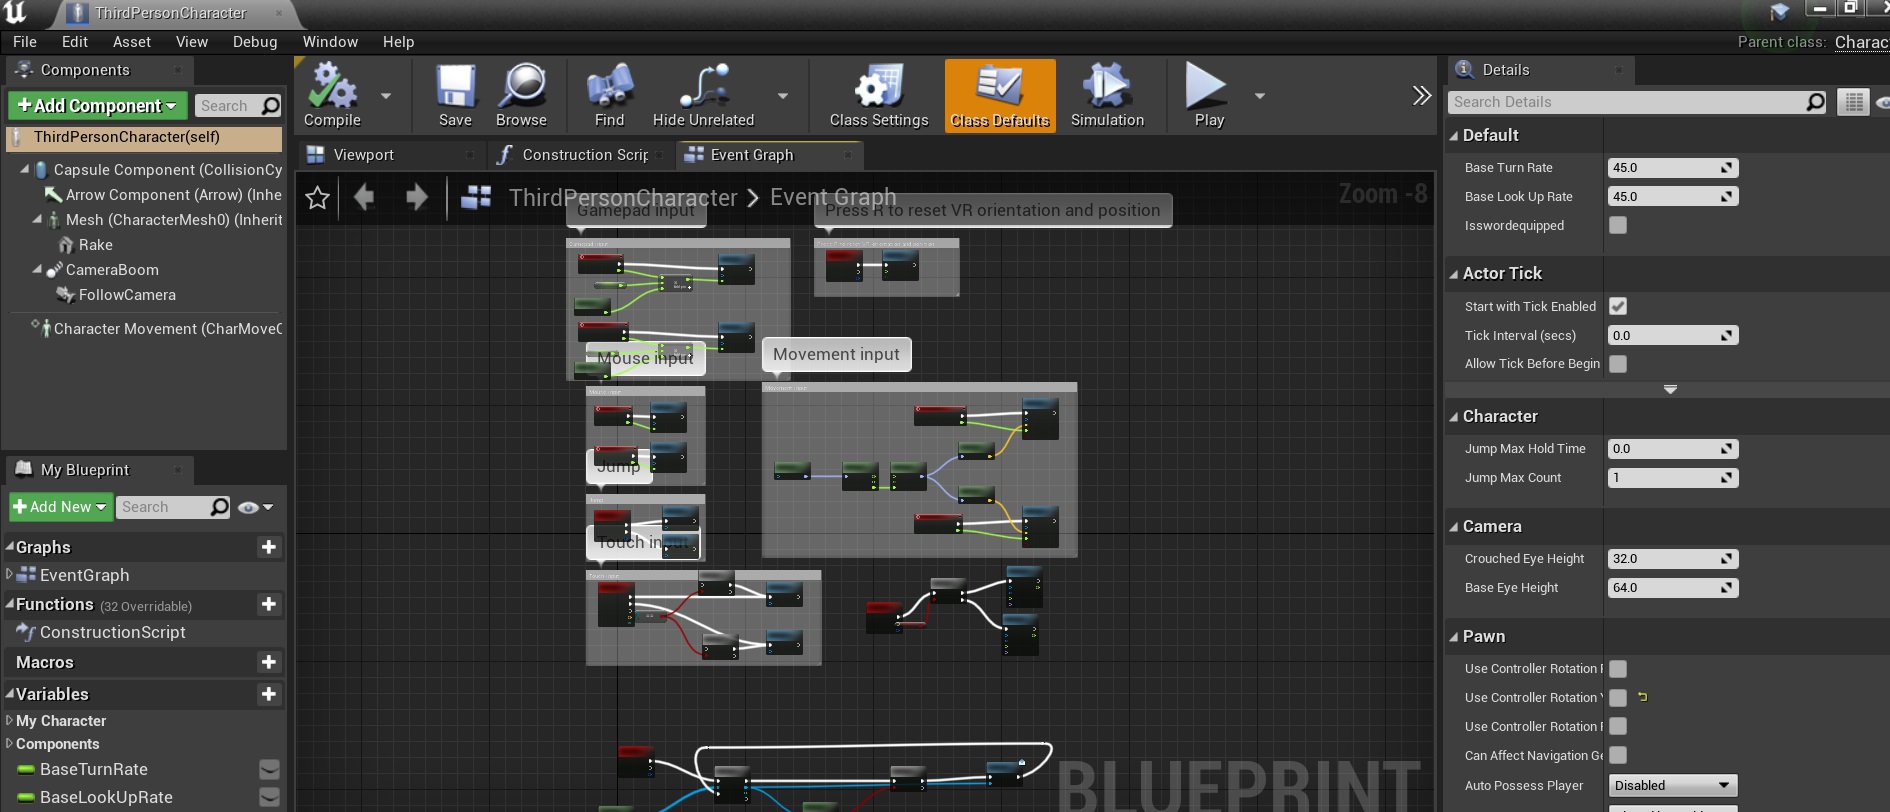 ThirdPersonCharacter
File Edit Asset View Debug Window Help
Parent class: Charac
Components
+Add Component
Search
ThirdPersonCharacter(self)
Capsule Component (CollisionCy
Arrow Component (Arrow) (Inhe
Mesh (CharacterMesh0) (Inherit
Rake
CameraBoom
FollowCamera
Character Movement (CharMoveC
My Blueprint
+Add New
Search
Graphs
EventGraph
Functions (32 Overridable)
ConstructionScript
Macros
Variables
My Character
Components
BaseTurnRate
BaseLookUpRate
Compile Save Browse Find Hide Unrelated Class Settings Class Defaults Simulation Play
Viewport Construction Scrip Event Graph
ThirdPersonCharacter > Event Graph
Zoom -8
Gamepad input
Press R to reset VR orientation and position
Mouse input
Movement input
Jump
Touch input
BLUEPRINT
Details
Search Details
Default
Base Turn Rate 45.0
Base Look Up Rate 45.0
Isswordequipped
Actor Tick
Start with Tick Enabled
Tick Interval (secs) 0.0
Allow Tick Before Begin
Character
Jump Max Hold Time 0.0
Jump Max Count 1
Camera
Crouched Eye Height 32.0
Base Eye Height 64.0
Pawn
Use Controller Rotation
Use Controller Rotation
Use Controller Rotation
Can Affect Navigation Ge
Auto Possess Player Disabled